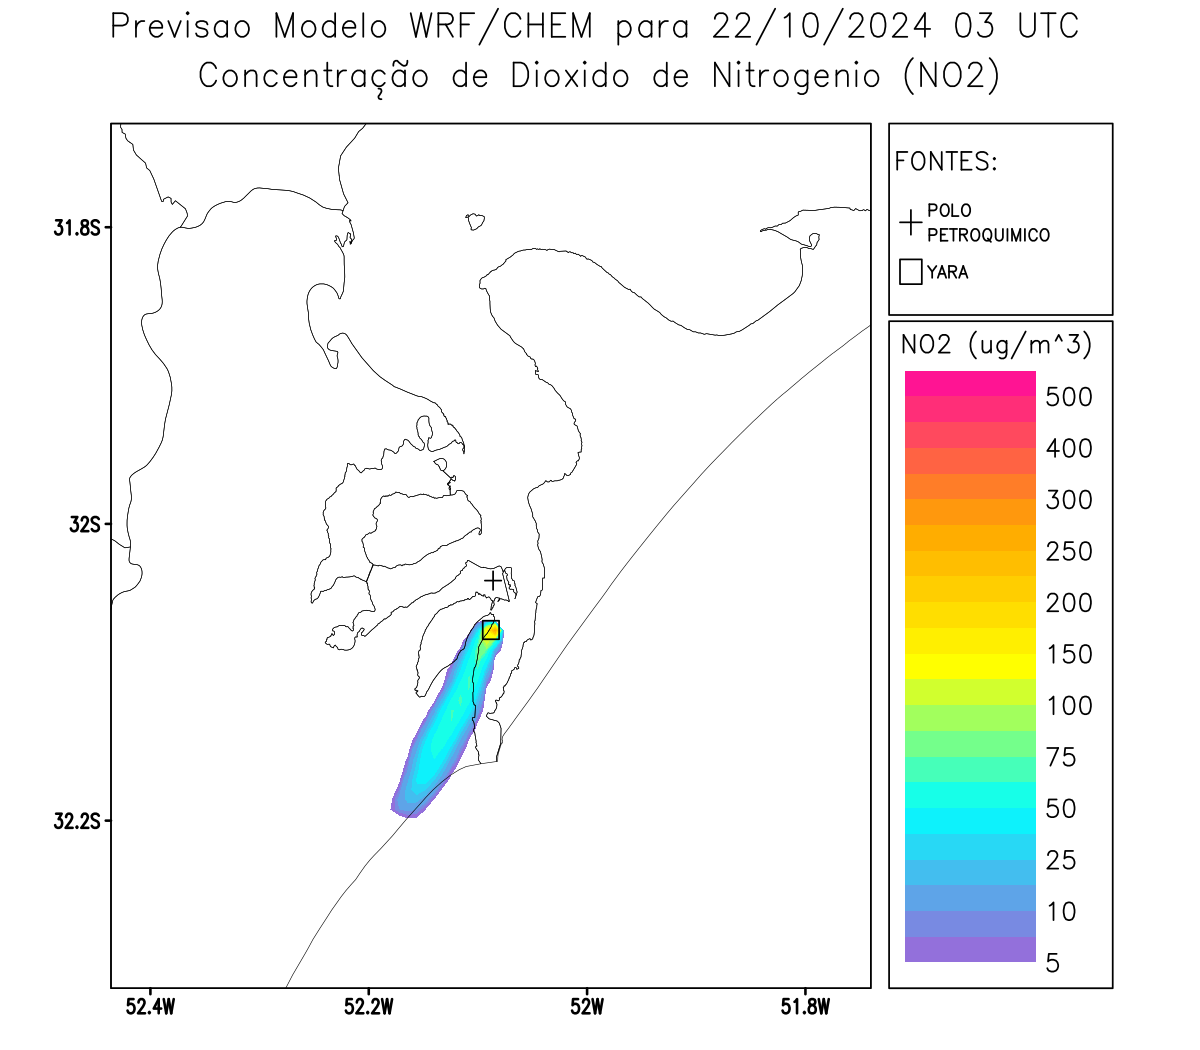 Previsao Modelo WRF/CHEM para 22/10/2024 03 UTC
Concentração de Dioxido de Nitrogenio (NO2)
FONTES:
POLO
PETROQUIMICO
YARA
NO2 (ug/m^3)
500
400
300
250
200
150
100
75
50
25
10
5
31.8S
32S
32.2S
52.4W
52.2W
52W
51.8W